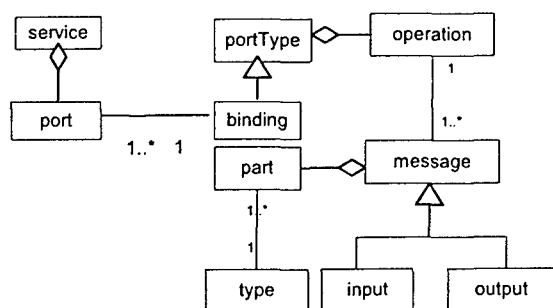 service
portType
operation
port
1..*
1
binding
1
1..*
part
message
1..*
1
type
input
output